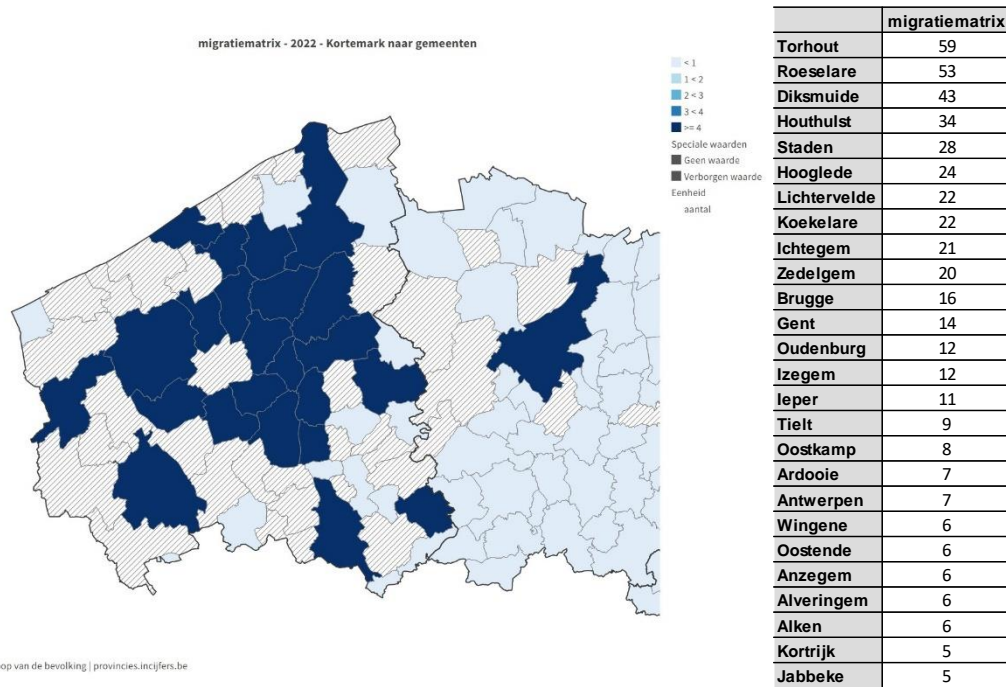 migratiematrix - 2022 - Kortemark naar gemeenten
< 1
1 < 2
2 < 3
3 < 4
>= 4
Speciale waarden
Geen waarde
Verborgen waarde
Eenheid
aantal
oop van de bevolking | provincies.incijfers.be
migratiematrix
Torhout 59
Roeselare 53
Diksmuide 43
Houthulst 34
Staden 28
Hooglede 24
Lichtervelde 22
Koekelare 22
Ichtegem 21
Zedelgem 20
Brugge 16
Gent 14
Oudenburg 12
Izegem 12
Ieper 11
Tielt 9
Oostkamp 8
Ardooie 7
Antwerpen 7
Wingene 6
Oostende 6
Anzegem 6
Alveringem 6
Alken 6
Kortrijk 5
Jabbeke 5